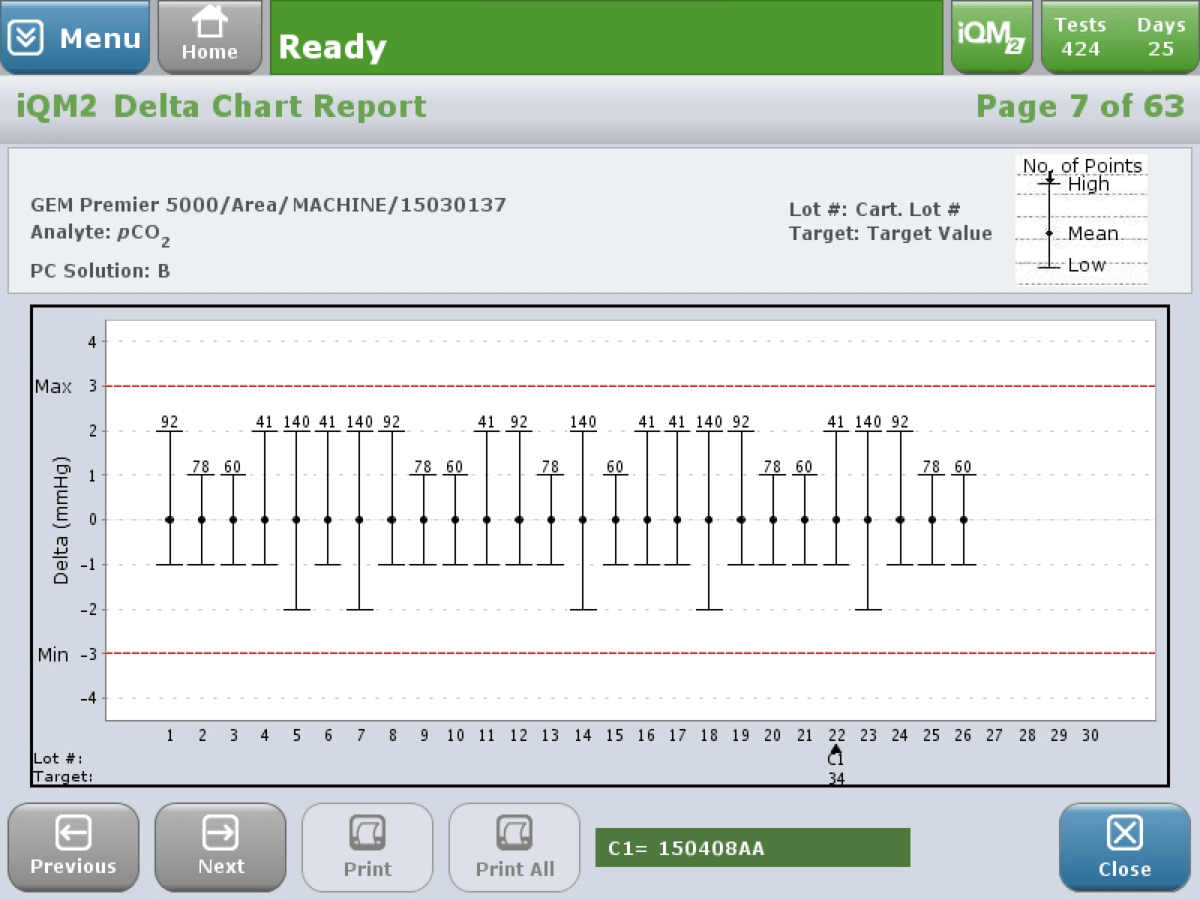 Menu
Home
Ready
iQM2
Tests Days
424 25
iQM2 Delta Chart Report
Page 7 of 63
GEM Premier 5000/Area/MACHINE/15030137
Analyte: pCO2
PC Solution: B
Lot #: Cart. Lot #
Target: Target Value
No. of Points
High
Mean
Low
4
Max 3
2
1
0
-1
-2
Min -3
-4
Delta (mmHg)
92 78 60 41 140 41 140 92 78 60 41 92 78 140 60 41 41 140 92 78 60 41 140 92 78 60
1 2 3 4 5 6 7 8 9 10 11 12 13 14 15 16 17 18 19 20 21 22 23 24 25 26 27 28 29 30
Lot #: C1
Target: 34
Previous
Next
Print
Print All
C1= 150408AA
Close